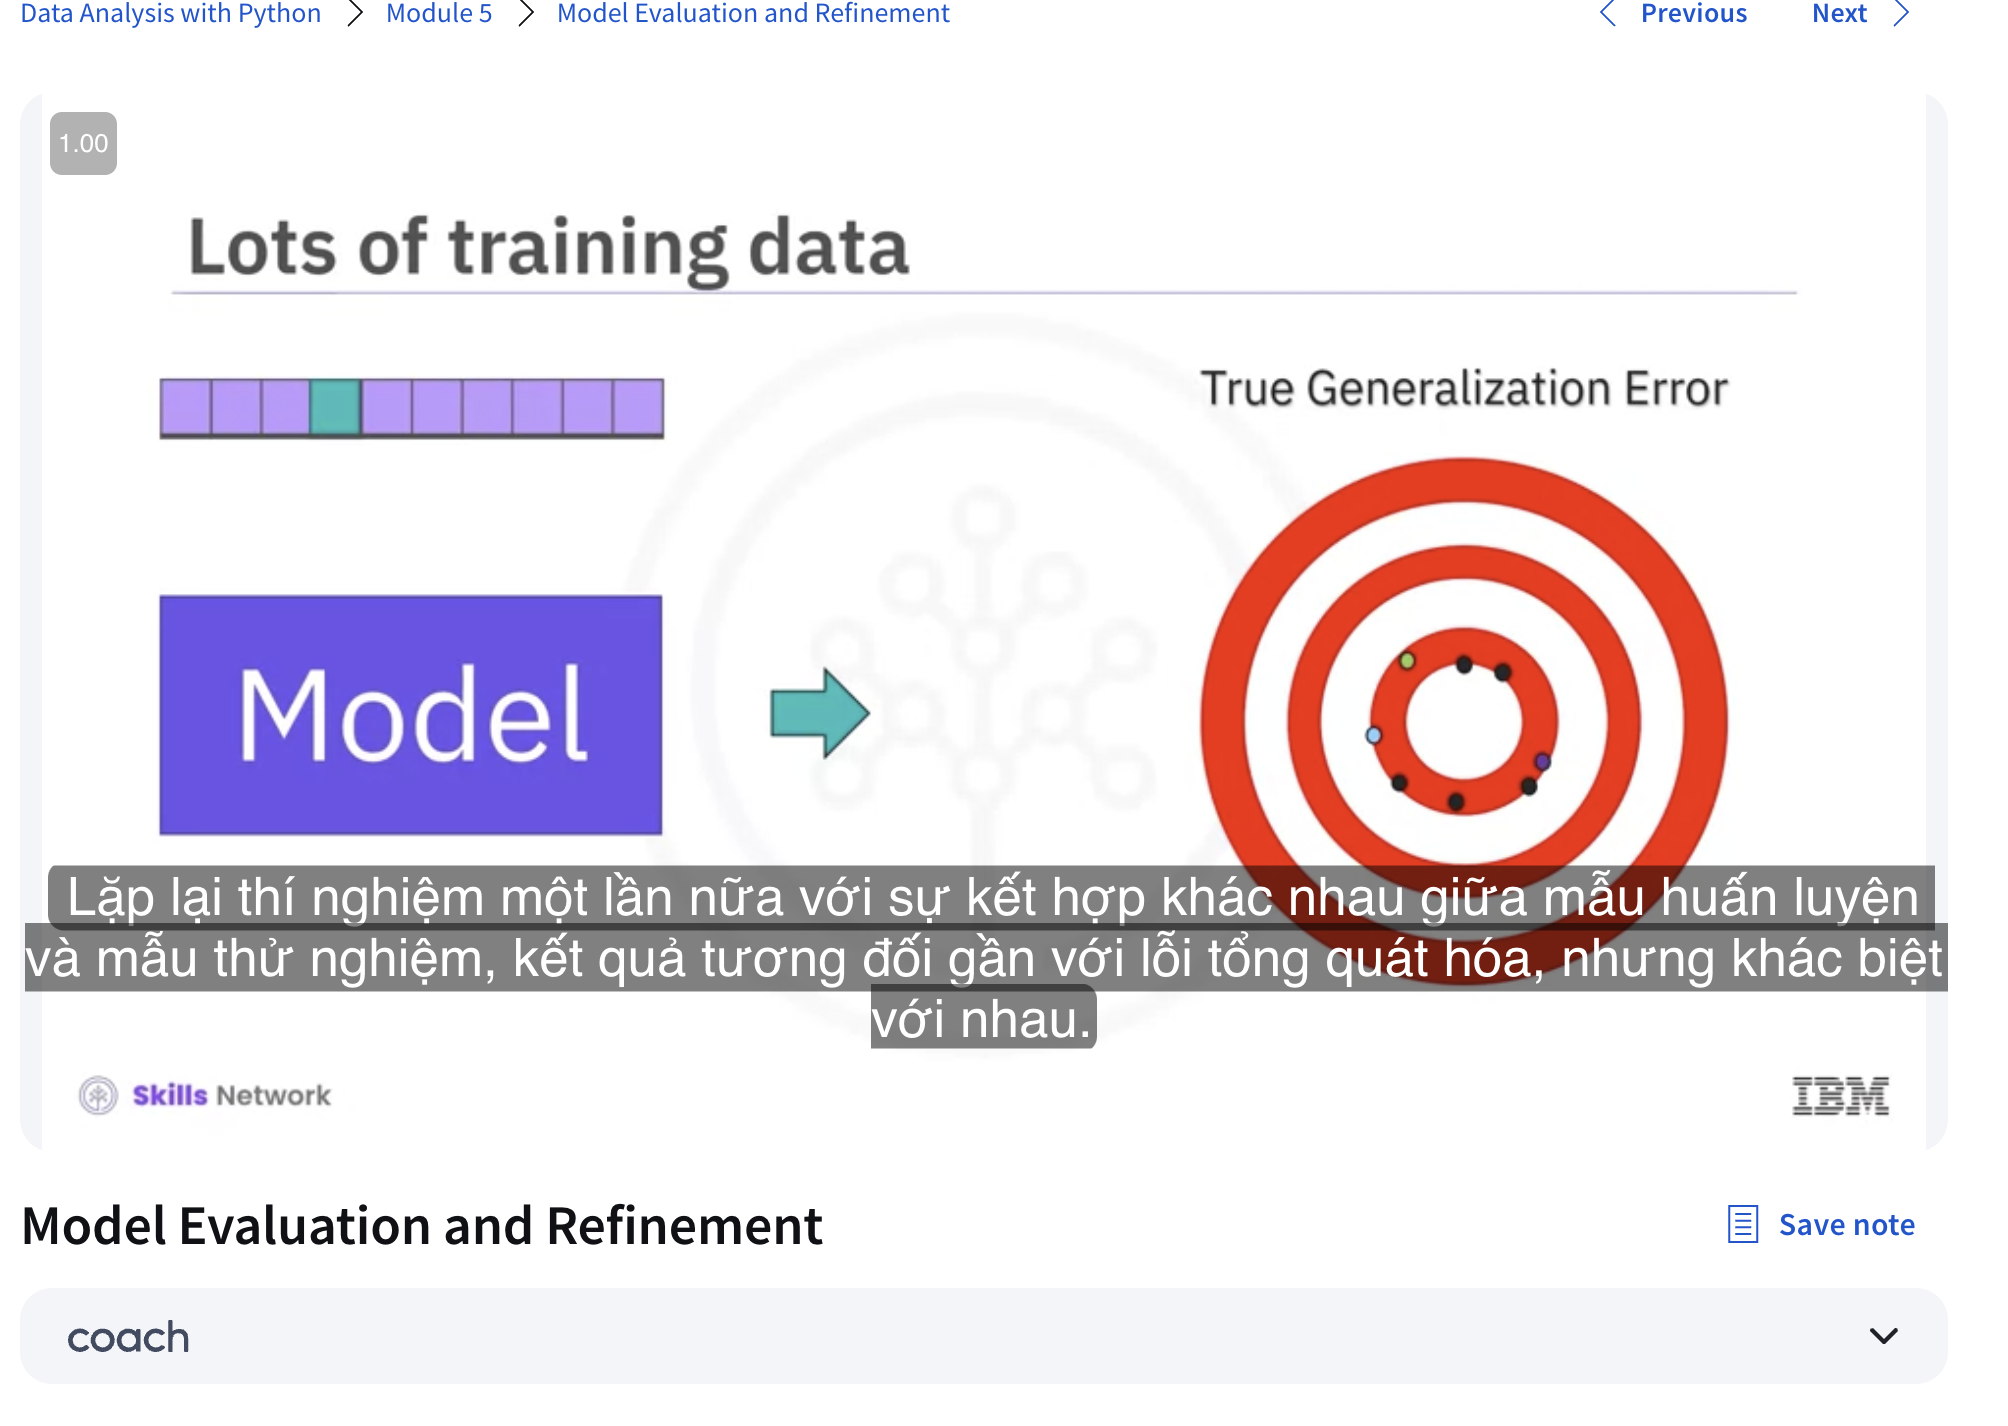 Data Analysis with Python > Module 5 > Model Evaluation and Refinement
Previous
Next
1.00
Lots of training data
True Generalization Error
Model
Lặp lại thí nghiệm một lần nữa với sự kết hợp khác nhau giữa mẫu huấn luyện
và mẫu thử nghiệm, kết quả tương đối gần với lỗi tổng quát hóa, nhưng khác biệt
với nhau.
Skills Network
IBM
Model Evaluation and Refinement
Save note
coach